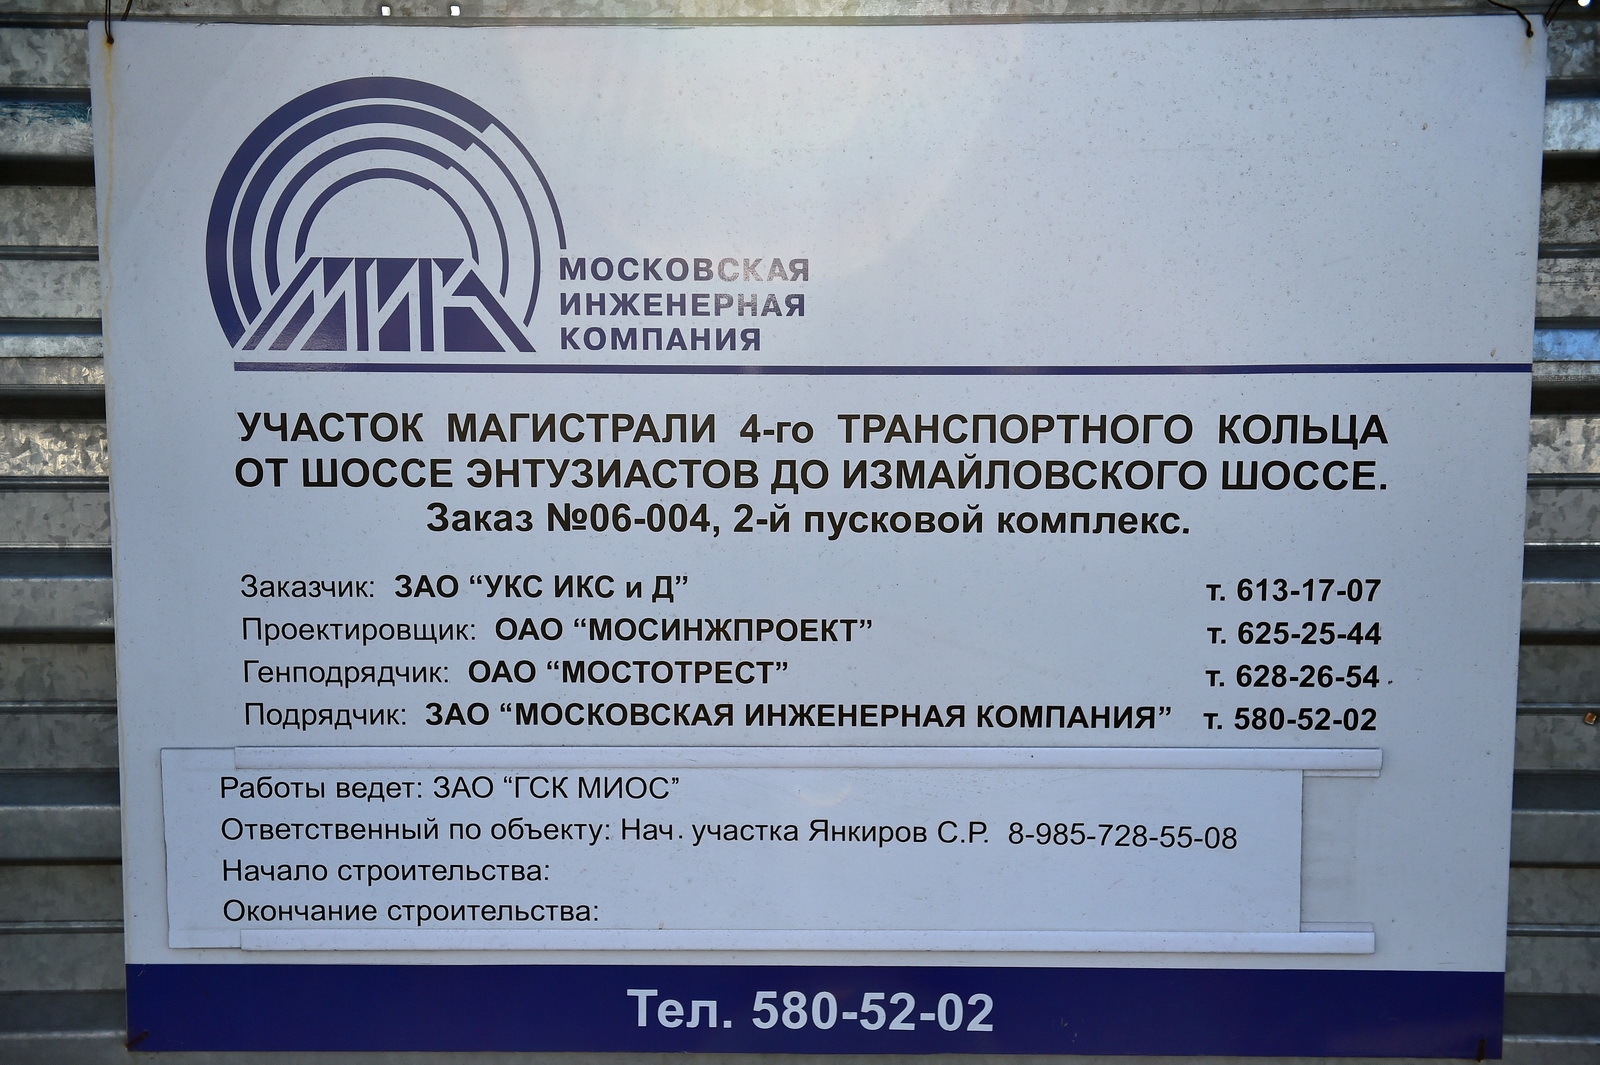 МИК
МОСКОВСКАЯ
ИНЖЕНЕРНАЯ
КОМПАНИЯ
УЧАСТОК МАГИСТРАЛИ 4-го ТРАНСПОРТНОГО КОЛЬЦА
ОТ ШОССЕ ЭНТУЗИАСТОВ ДО ИЗМАЙЛОВСКОГО ШОССЕ.
Заказ №06-004, 2-й пусковой комплекс.
Заказчик: ЗАО “УКС ИКС и Д” т. 613-17-07
Проектировщик: ОАО “МОСИНЖПРОЕКТ” т. 625-25-44
Генподрядчик: ОАО “МОСТОТРЕСТ” т. 628-26-54
Подрядчик: ЗАО “МОСКОВСКАЯ ИНЖЕНЕРНАЯ КОМПАНИЯ” т. 580-52-02
Работы ведет: ЗАО “ГСК МИОС”
Ответственный по объекту: Нач. участка Янкиров С.Р. 8-985-728-55-08
Начало строительства:
Окончание строительства:
Тел. 580-52-02